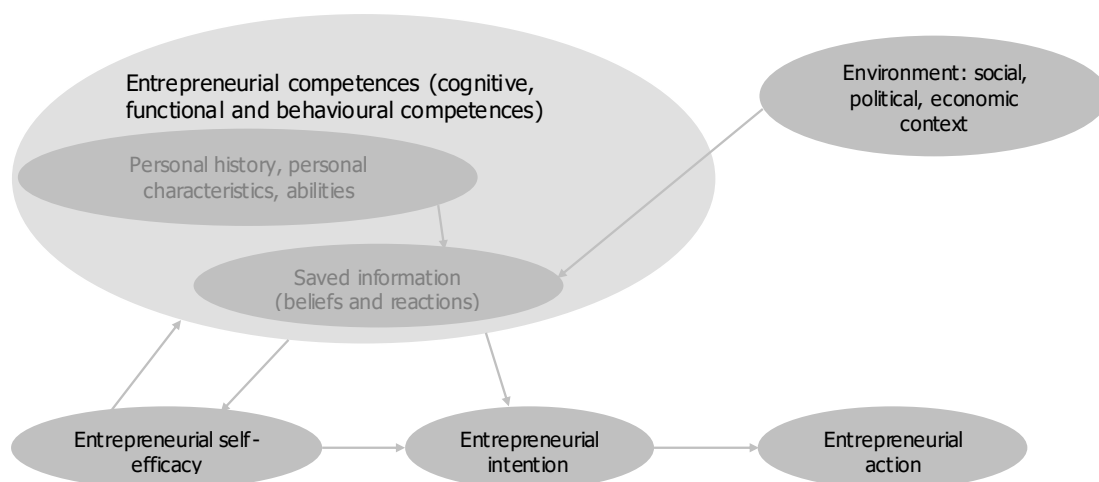 Entrepreneurial competences (cognitive,
functional and behavioural competences)
Environment: social,
political, economic
context
Personal history, personal
characteristics, abilities
Saved information
(beliefs and reactions)
Entrepreneurial self-
efficacy
Entrepreneurial
intention
Entrepreneurial
action